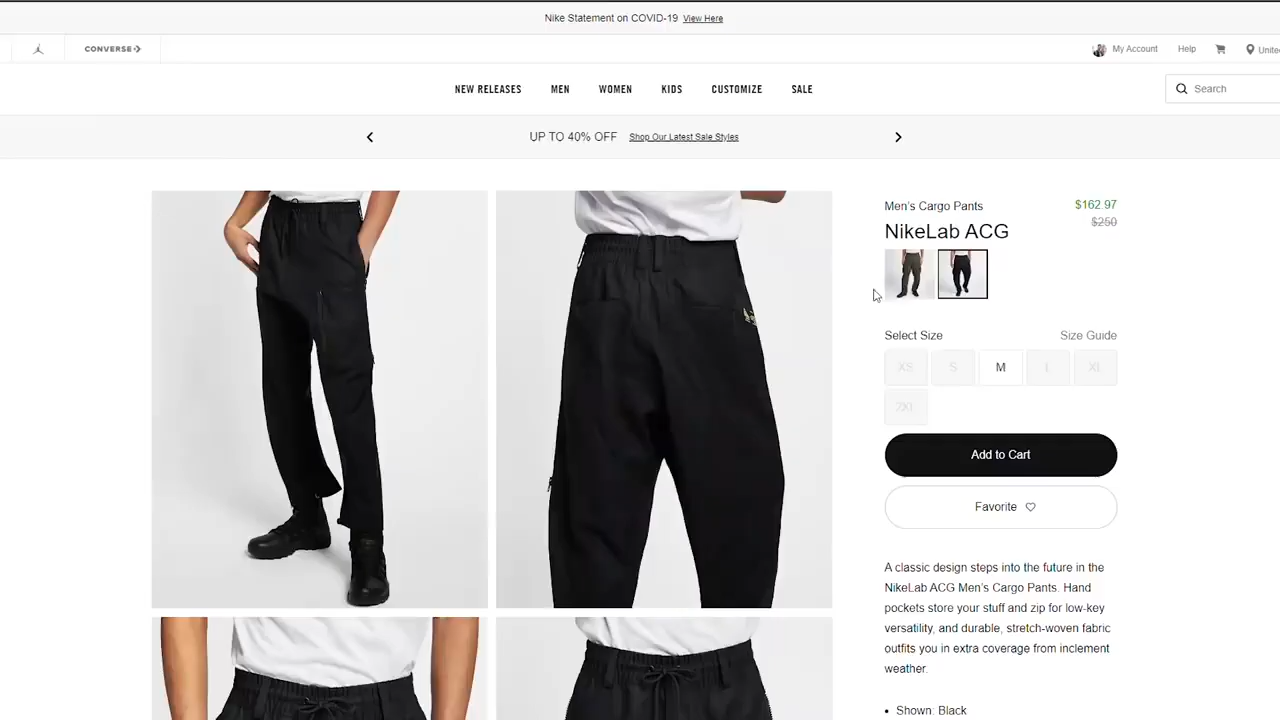 Nike Statement on COVID-19 View Here
CONVERSE
My Account
Help
Unite
NEW RELEASES
MEN
WOMEN
KIDS
CUSTOMIZE
SALE
Search
UP TO 40% OFF Shop Our Latest Sale Styles
Men's Cargo Pants
$162.97
NikeLab ACG
$250
Select Size
Size Guide
XS
S
M
L
XL
2XL
Add to Cart
Favorite
A classic design steps into the future in the
NikeLab ACG Men's Cargo Pants. Hand
pockets store your stuff and zip for low-key
versatility, and durable, stretch-woven fabric
outfits you in extra coverage from inclement
weather.
• Shown: Black